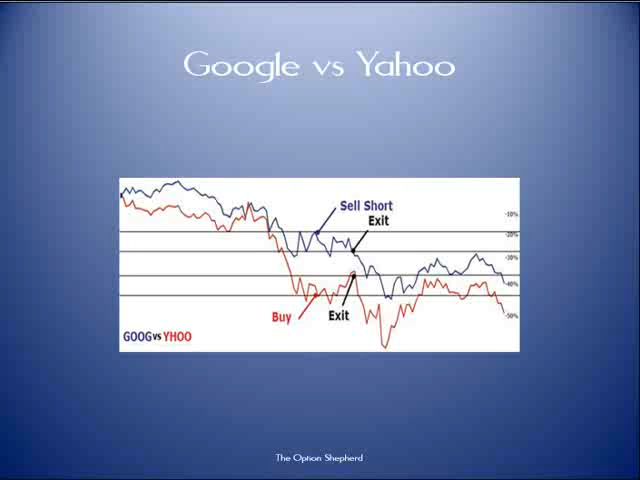 Google vs Yahoo
Sell Short
Exit
-10%
-20%
-30%
-40%
Buy
Exit
-50%
GOOG vs YHOO
The Option Shepherd